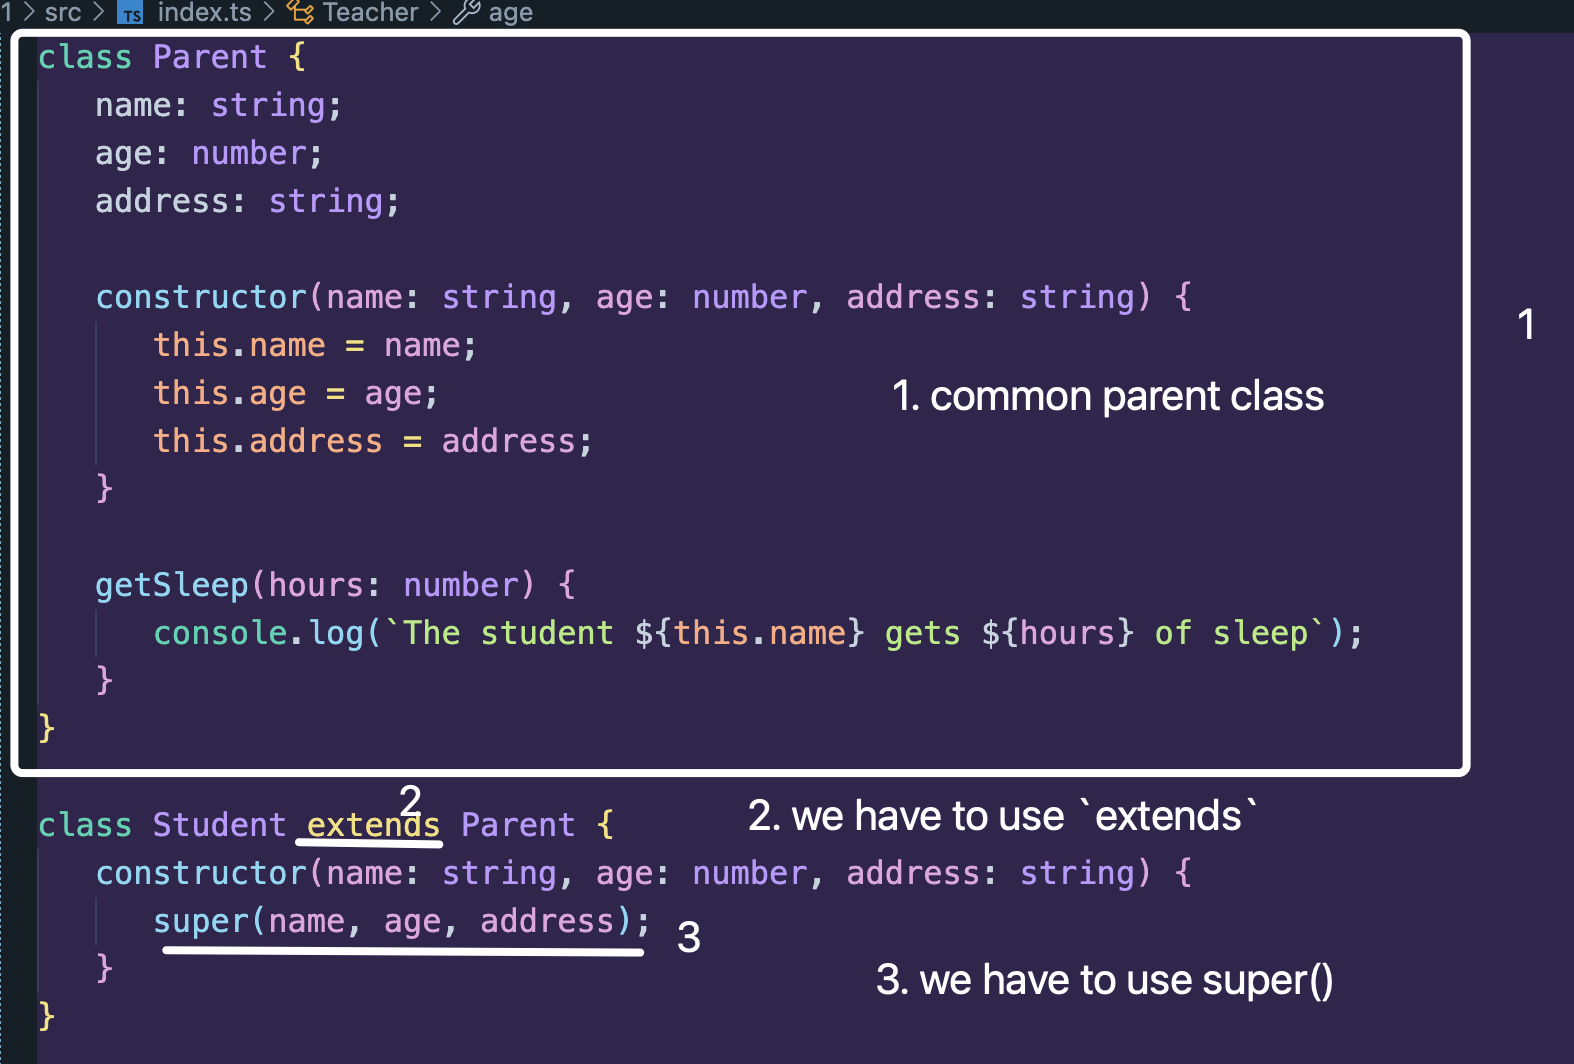 1 > src > TS index.ts > Teacher > age
class Parent {
name: string;
age: number;
address: string;
constructor(name: string, age: number, address: string) {
1
this.name = name;
this.age = age;
1. common parent class
this.address = address;
}
getSleep(hours: number) {
console.log(`The student ${this.name} gets ${hours} of sleep`);
}
}
2
class Student extends Parent {
2. we have to use `extends`
constructor(name: string, age: number, address: string) {
super(name, age, address);
3
}
3. we have to use super()
}